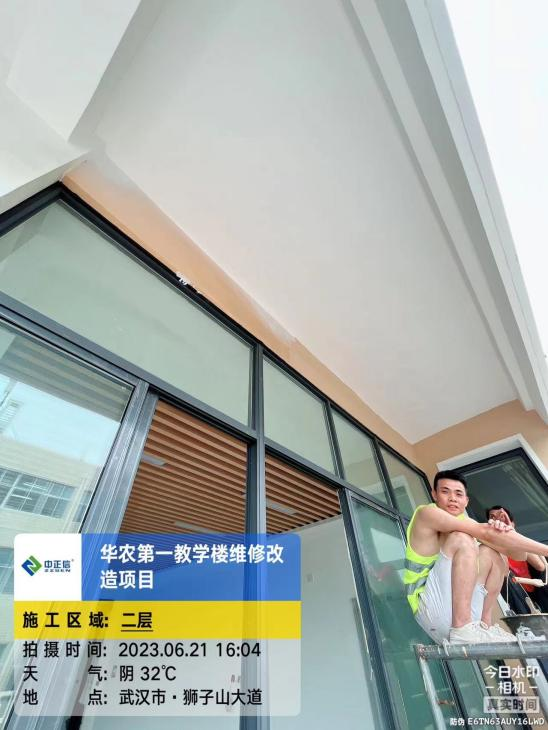 中正信
ZZXEN
华农第一教学楼维修改
造项目
施工区域: 二层
拍摄时间: 2023.06.21 16:04
天气: 阴 32℃
地点: 武汉市·狮子山大道
今日水印
相机
真实时间
防伪 E6TN63AUY16LWD